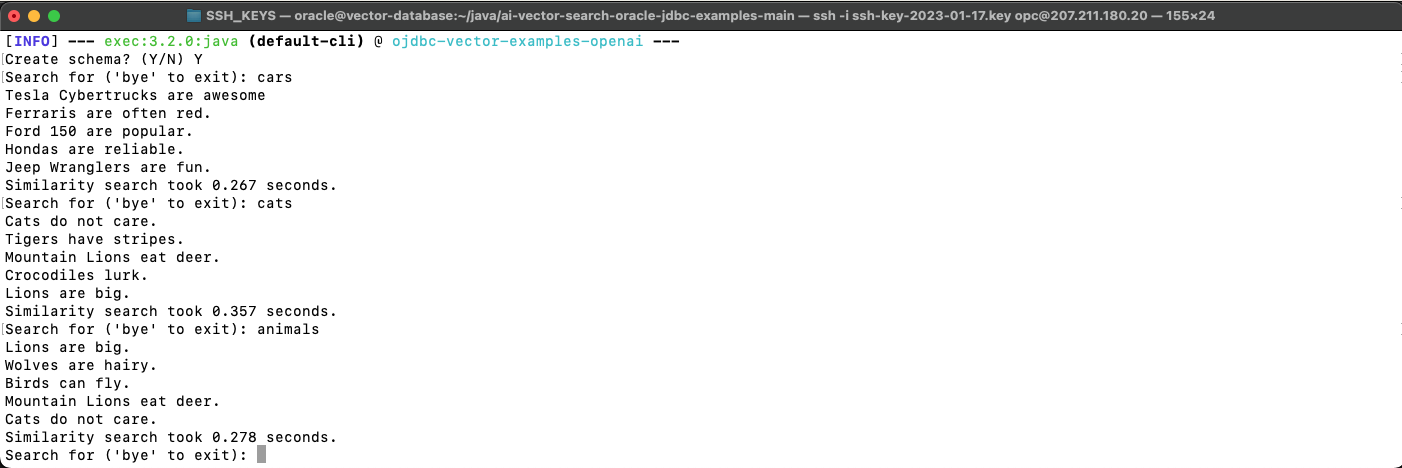 SSH_KEYS — oracle@vector-database:~/java/ai-vector-search-oracle-jdbc-examples-main — ssh -i ssh-key-2023-01-17.key opc@207.211.180.20 — 155×24
[INFO] --- exec:3.2.0:java (default-cli) @ ojdbc-vector-examples-openai ---
Create schema? (Y/N) Y
Search for ('bye' to exit): cars
Tesla Cybertrucks are awesome
Ferraris are often red.
Ford 150 are popular.
Hondas are reliable.
Jeep Wranglers are fun.
Similarity search took 0.267 seconds.
Search for ('bye' to exit): cats
Cats do not care.
Tigers have stripes.
Mountain Lions eat deer.
Crocodiles lurk.
Lions are big.
Similarity search took 0.357 seconds.
Search for ('bye' to exit): animals
Lions are big.
Wolves are hairy.
Birds can fly.
Mountain Lions eat deer.
Cats do not care.
Similarity search took 0.278 seconds.
Search for ('bye' to exit):